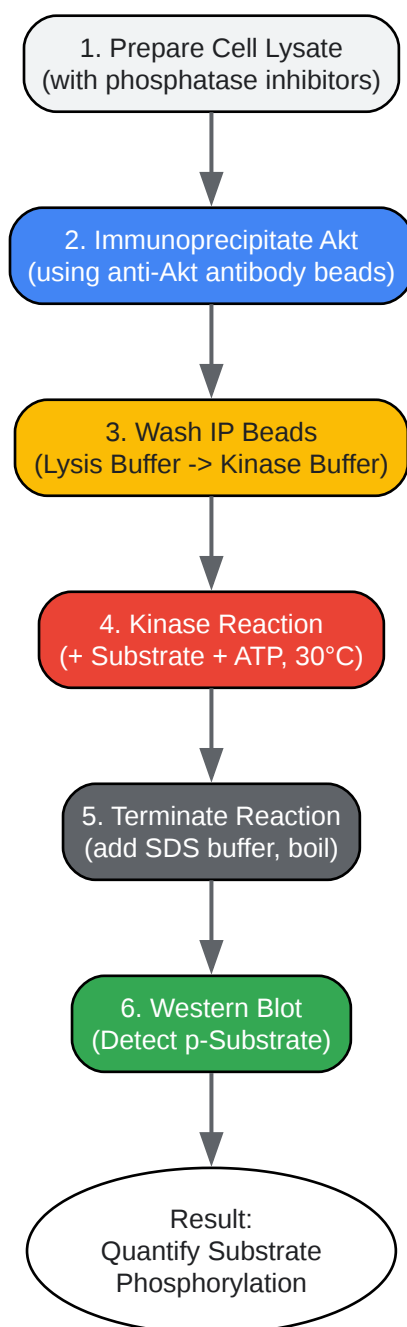 1. Prepare Cell Lysate
(with phosphatase inhibitors)
2. Immunoprecipitate Akt
(using anti-Akt antibody beads)
3. Wash IP Beads
(Lysis Buffer -> Kinase Buffer)
4. Kinase Reaction
(+ Substrate + ATP, 30°C)
5. Terminate Reaction
(add SDS buffer, boil)
6. Western Blot
(Detect p-Substrate)
Result:
Quantify Substrate
Phosphorylation